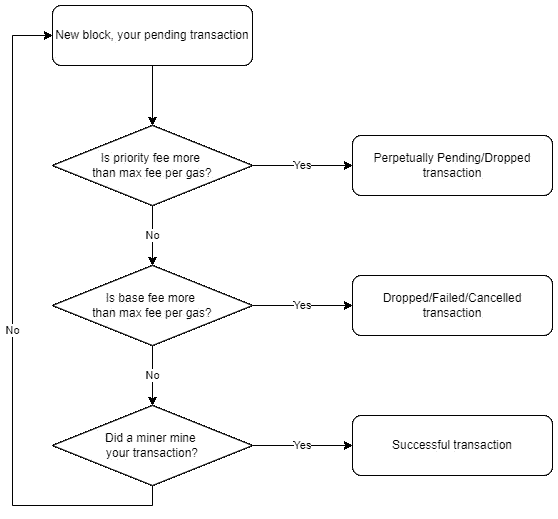 New block, your pending transaction
Is priority fee more
than max fee per gas?
Yes
Perpetually Pending/Dropped
transaction
No
Is base fee more
than max fee per gas?
Yes
Dropped/Failed/Cancelled
transaction
No
No
Did a miner mine
your transaction?
Yes
Successful transaction